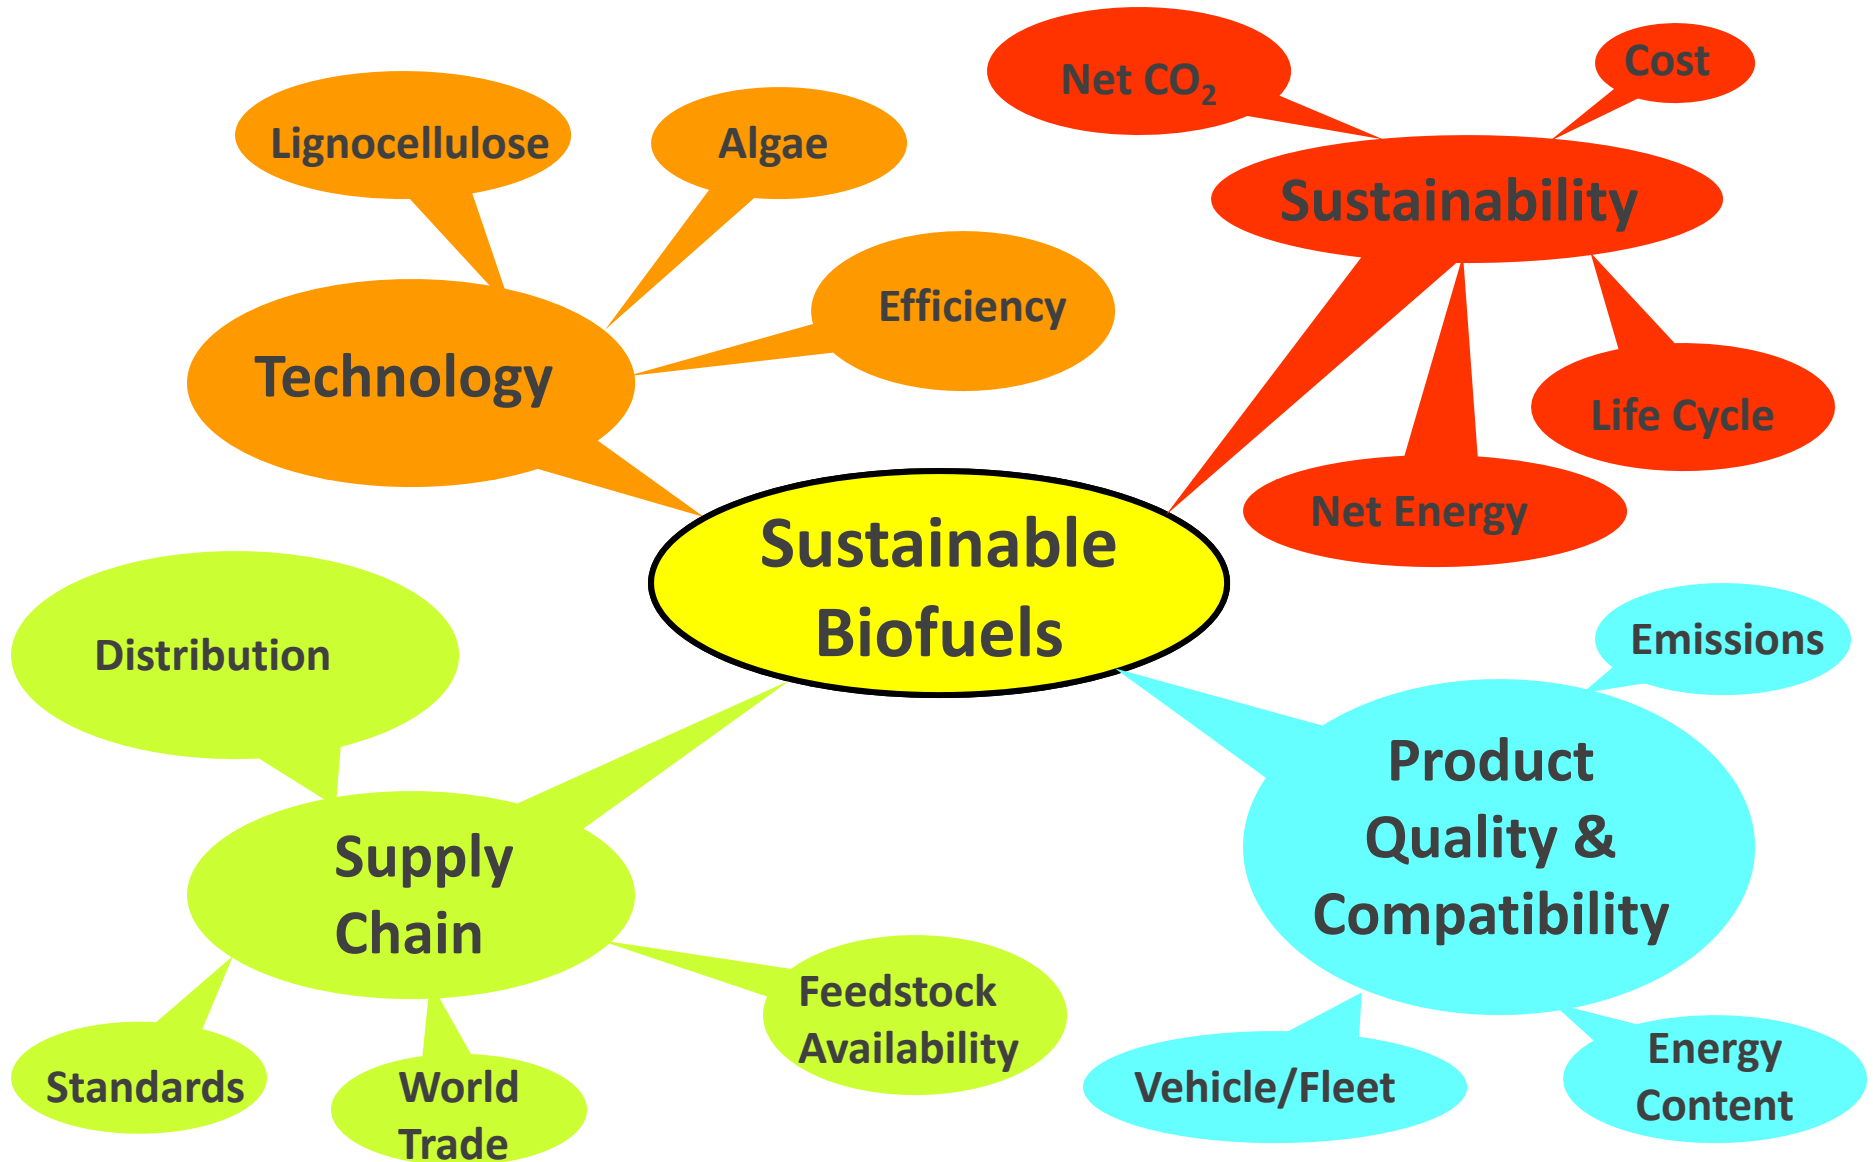 Net CO₂
Cost
Lignocellulose
Algae
Sustainability
Efficiency
Technology
Life Cycle
Net Energy
Sustainable
Biofuels
Distribution
Emissions
Product
Quality &
Compatibility
Supply
Chain
Feedstock
Availability
Standards
World
Trade
Vehicle/Fleet
Energy
Content